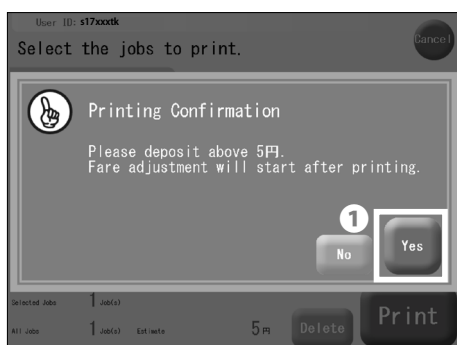 User ID: s17xxxtk
Select the jobs to print.
Cancel
Printing Confirmation
Please deposit above 5円.
Fare adjustment will start after printing.
1
No
Yes
Selected Jobs 1 Job(s)
All Jobs 1 Job(s) Estimate 5円
Delete
Print